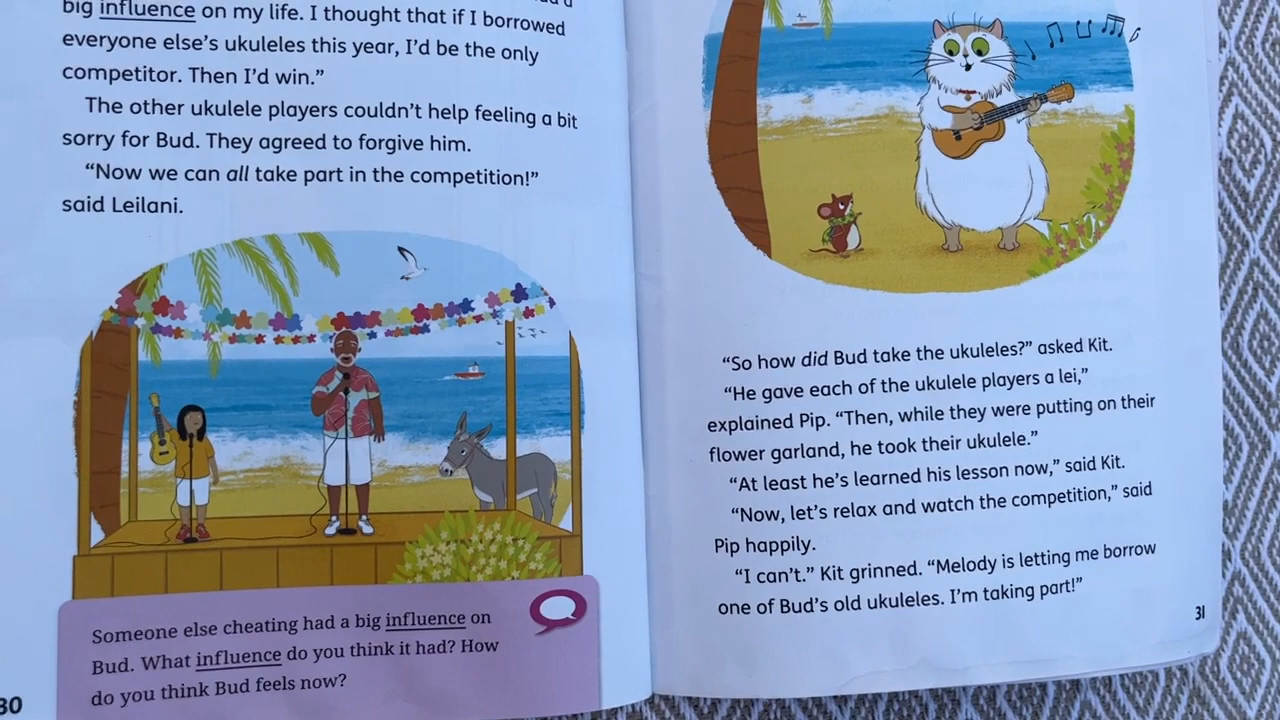 big influence on my life. I thought that if I borrowed
everyone else's ukuleles this year, I'd be the only
competitor. Then I'd win."
The other ukulele players couldn't help feeling a bit
sorry for Bud. They agreed to forgive him.
"Now we can all take part in the competition!"
said Leilani.
Someone else cheating had a big influence on
Bud. What influence do you think it had? How
do you think Bud feels now?
30
"So how did Bud take the ukuleles?" asked Kit.
"He gave each of the ukulele players a lei,"
explained Pip. "Then, while they were putting on their
flower garland, he took their ukulele."
"At least he's learned his lesson now," said Kit.
"Now, let's relax and watch the competition," said
Pip happily.
"I can't." Kit grinned. "Melody is letting me borrow
one of Bud's old ukuleles. I'm taking part!"
31